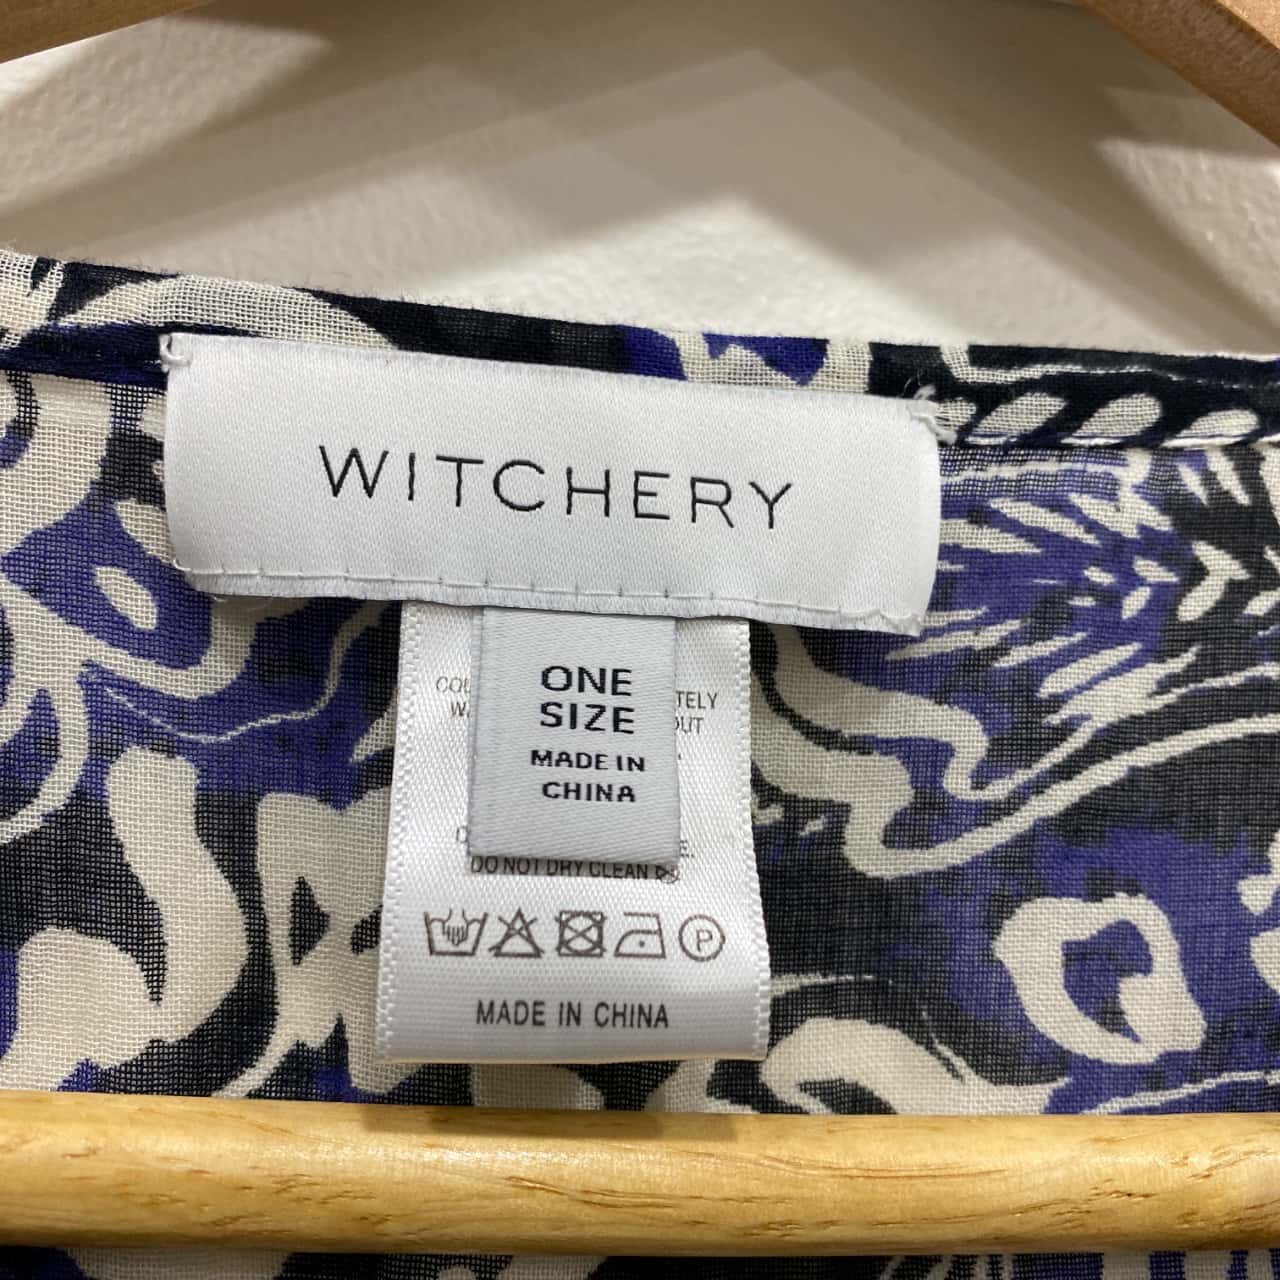 WITCHERY
ONE
SIZE
MADE IN
CHINA
DO NOT DRY CLEAN
P
MADE IN CHINA